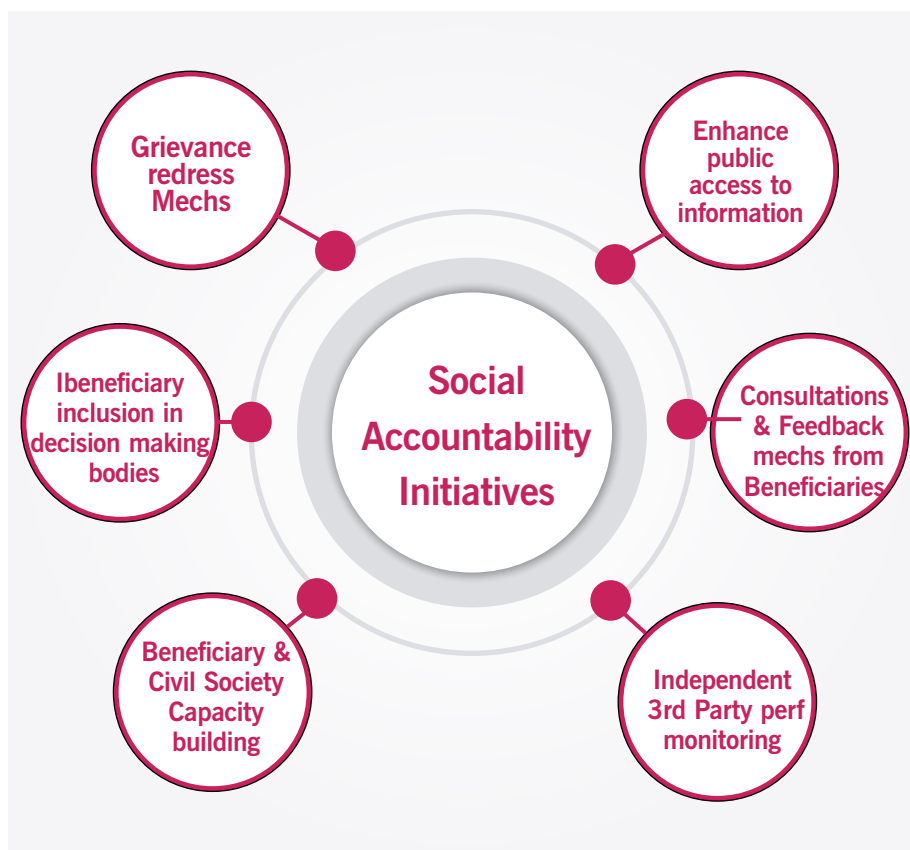 Grievance
redress
Mechs
Enhance
public
access to
information
Social
Accountability
Initiatives
Ibeneficiary
inclusion in
decision making
bodies
Consultations
& Feedback
mechs from
Beneficiaries
Beneficiary &
Civil Society
Capacity
building
Independent
3rd Party perf
monitoring